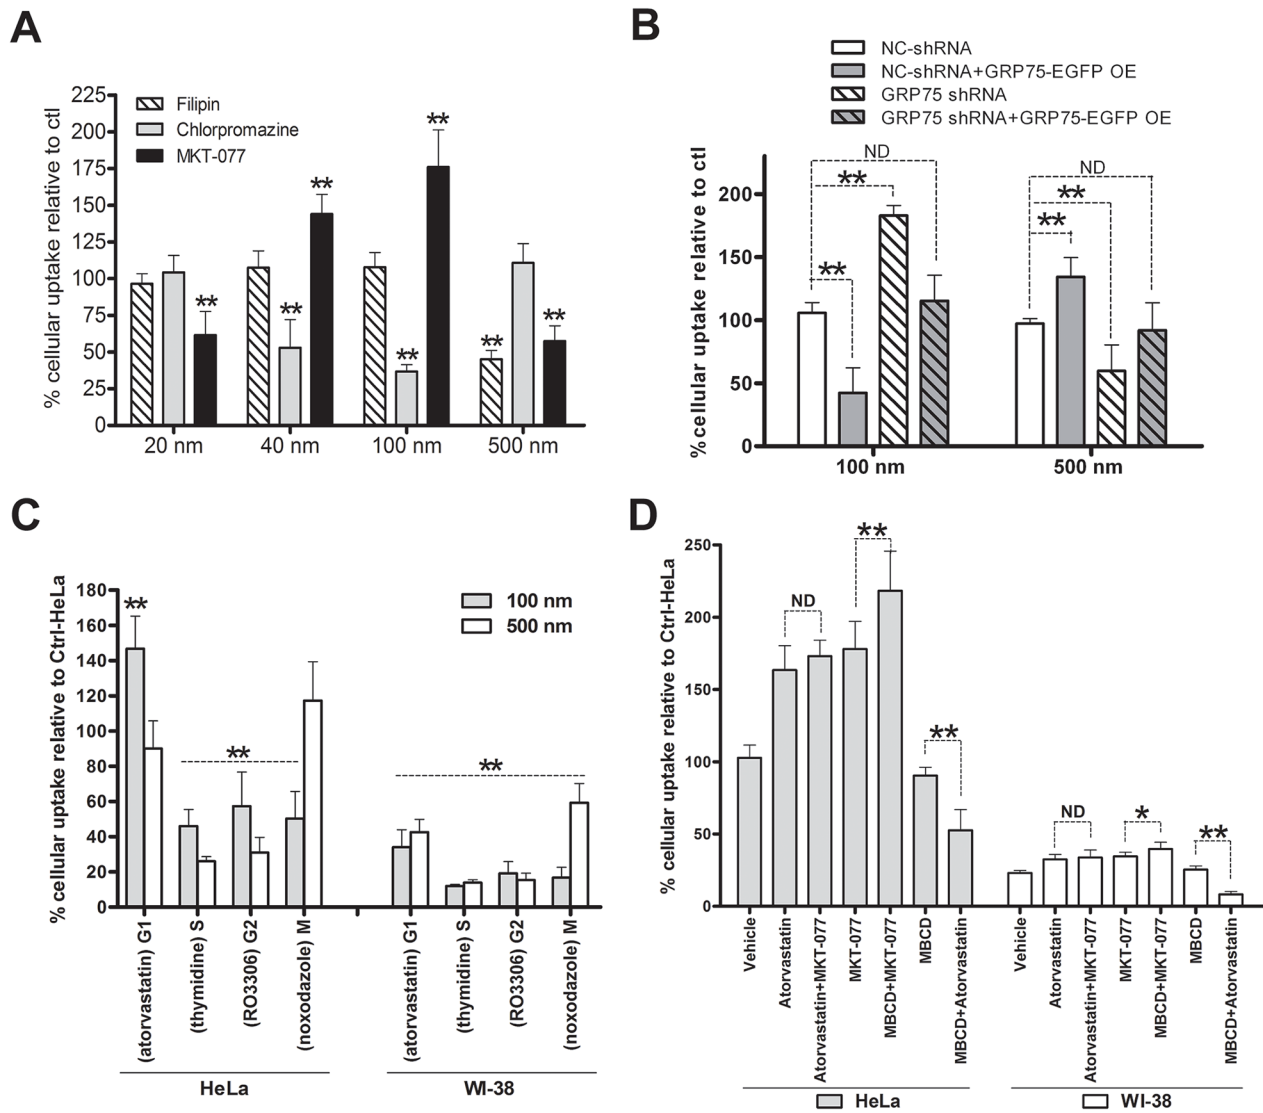 A
% cellular uptake relative to ctl
225
200
175
150
125
100
75
50
25
0
Filipin
Chlorpromazine
MKT-077
**
**
**
**
**
**
**
20 nm
40 nm
100 nm
500 nm
B
NC-shRNA
NC-shRNA+GRP75-EGFP OE
GRP75 shRNA
GRP75 shRNA+GRP75-EGFP OE
% cellular uptake relative to ctl
200
150
100
50
0
ND
**
**
ND
**
**
100 nm
500 nm
C
% cellular uptake relative to Ctrl-HeLa
180
160
140
120
100
80
60
40
20
0
100 nm
500 nm
**
**
**
(atorvastatin) G1
(thymidine) S
(RO3306) G2
(noxodazole) M
(atorvastatin) G1
(thymidine) S
(RO3306) G2
(noxodazole) M
HeLa
WI-38
D
% cellular uptake relative to Ctrl-HeLa
250
200
150
100
50
0
ND
**
**
ND
*
**
Vehicle
Atorvastatin
Atorvastatin+MKT-077
MKT-077
MBCD+MKT-077
MBCD
MBCD+Atorvastatin
Vehicle
Atorvastatin
Atorvastatin+MKT-077
MKT-077
MBCD+MKT-077
MBCD
MBCD+Atorvastatin
HeLa
WI-38